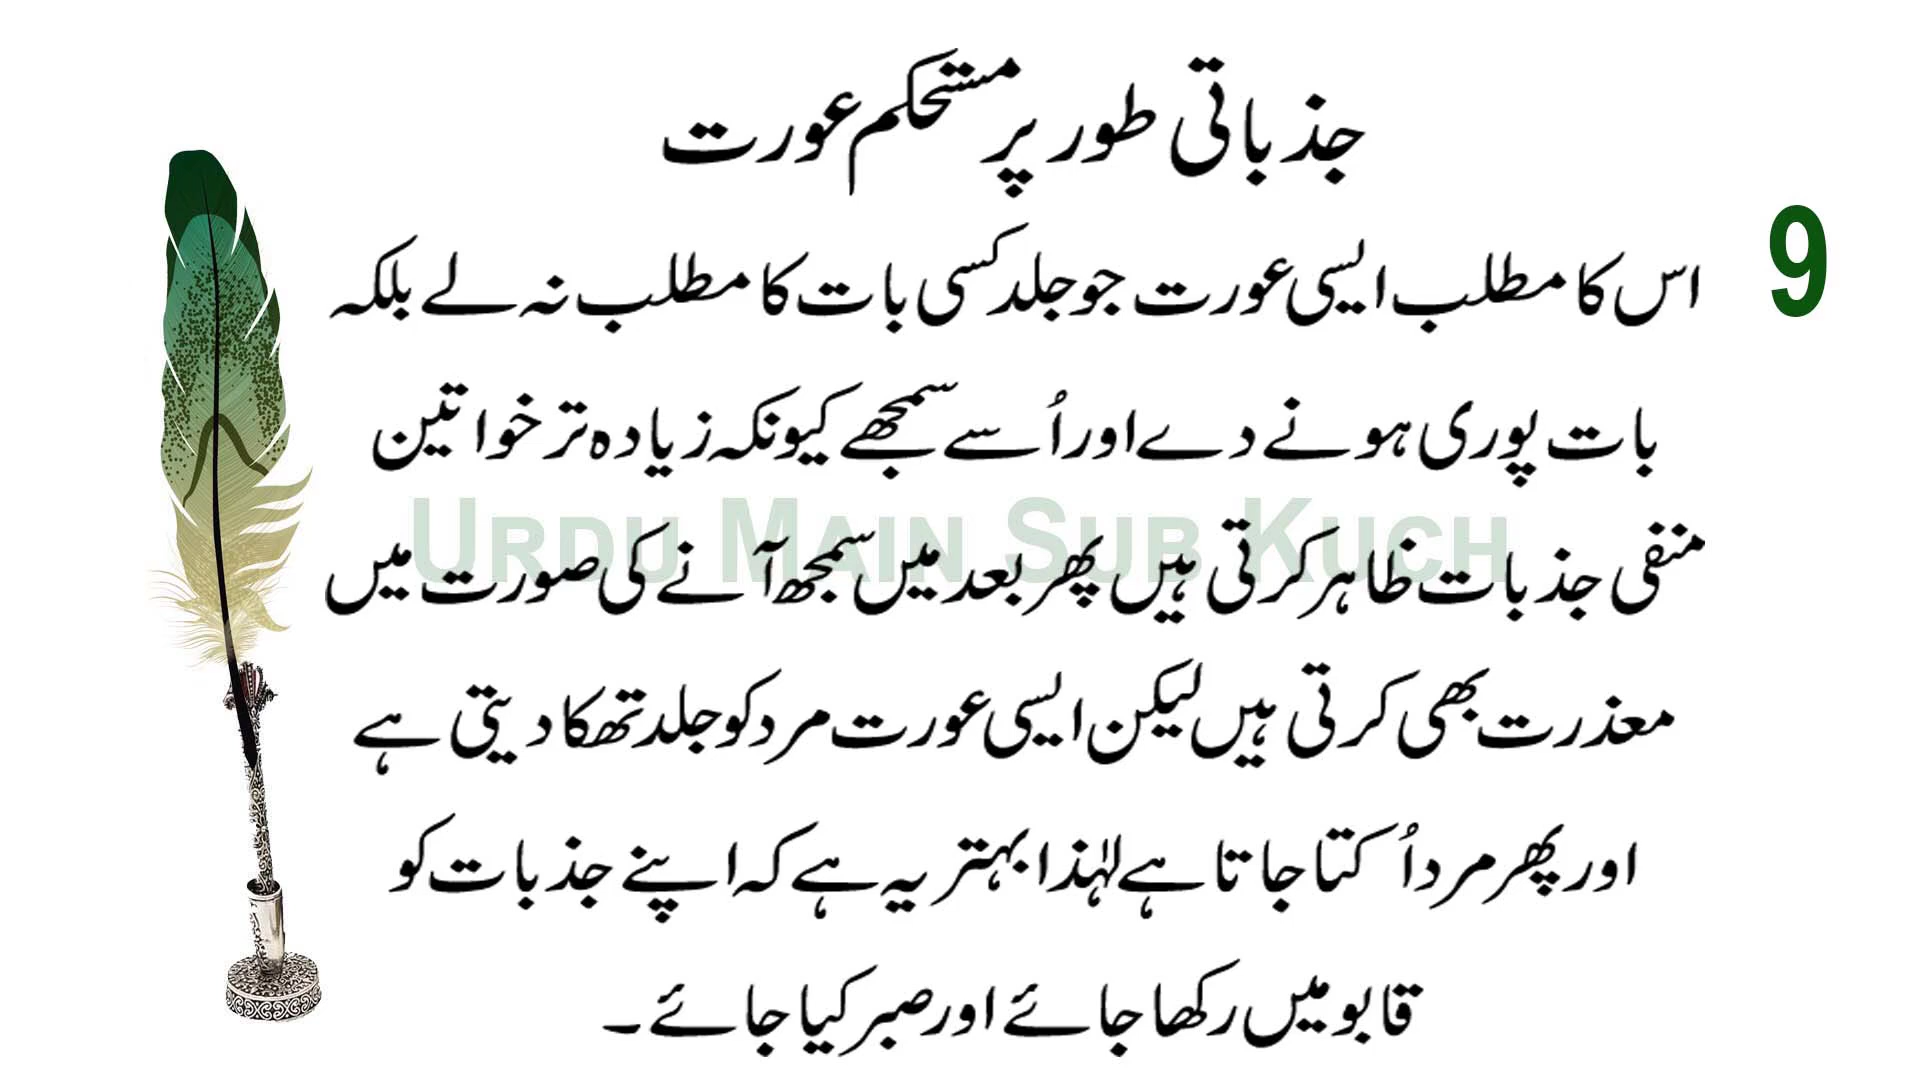 جذباتی طور پر مستحکم عورت
9
اس کا مطلب ایسی عورت جو جلد کسی بات کا مطلب نہ لے بلکہ
بات پوری ہونے دے اور اُسے سمجھے کیونکہ زیادہ تر خواتین
URDU MAIN SUB KUCH
منفی جذبات ظاہر کرتی ہیں پھر بعد میں سمجھ آنے کی صورت میں
معذرت بھی کرتی ہیں لیکن ایسی عورت مرد کو جلد تھکا دیتی ہے
اور پھر مرد اُکتا جاتا ہے لہٰذا بہتر یہ ہے کہ اپنے جذبات کو
قابو میں رکھا جائے اور صبر کیا جائے ۔